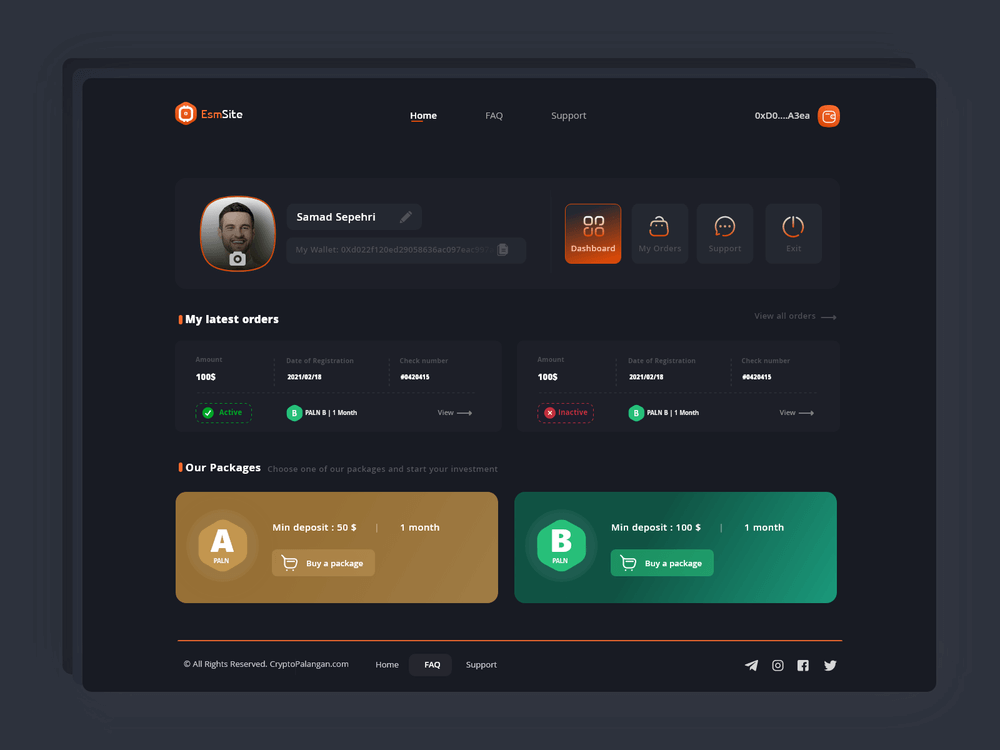 EsmSite
Home FAQ Support
0xD0....A3ea
Samad Sepehri
My Wallet: 0Xd022f120ed29058636ac097eac
Dashboard
My Orders
Support
Exit
My latest orders
View all orders
Amount Date of Registration Check number
100$ 2021/02/18 #0420415
Active B PALN B | 1 Month View
Amount Date of Registration Check number
100$ 2021/02/18 #0420415
Inactive B PALN B | 1 Month View
Our Packages Choose one of our packages and start your investment
A
PALN
Min deposit : 50 $ | 1 month
Buy a package
B
PALN
Min deposit : 100 $ | 1 month
Buy a package
© All Rights Reserved. CryptoPalangan.com Home FAQ Support